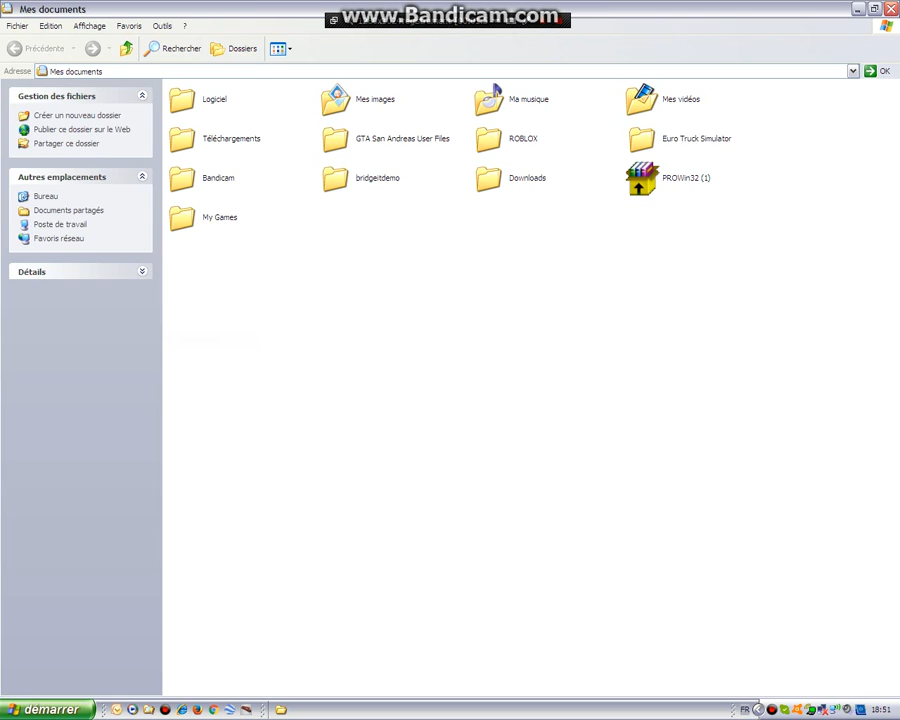 Mes documents
www.Bandicam.com
Fichier Edition Affichage Favoris Outils ?
Précédente Rechercher Dossiers
Adresse Mes documents OK
Gestion des fichiers
Créer un nouveau dossier
Publier ce dossier sur le Web
Partager ce dossier
Autres emplacements
Bureau
Documents partagés
Poste de travail
Favoris réseau
Détails
Logiciel Mes images Ma musique Mes vidéos
Téléchargements GTA San Andreas User Files ROBLOX Euro Truck Simulator
Bandicam bridgeitdemo Downloads PROWin32 (1)
My Games
démarrer FR 18:51